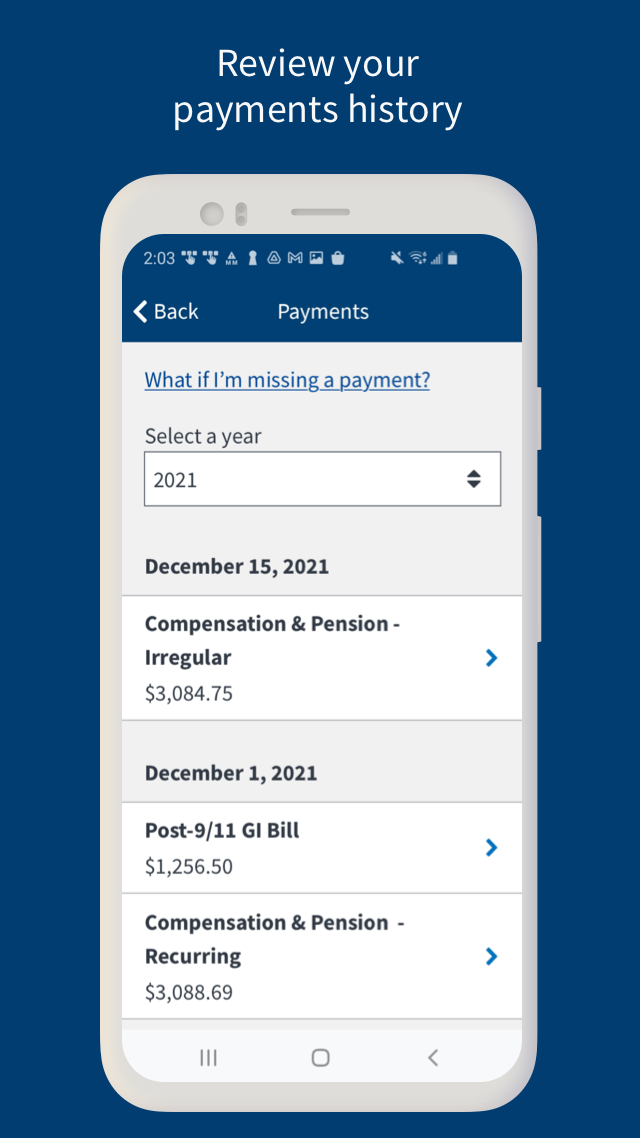 Review your
payments history
2:03
Back
Payments
What if I'm missing a payment?
Select a year
2021
December 15, 2021
Compensation & Pension -
Irregular
$3,084.75
December 1, 2021
Post-9/11 GI Bill
$1,256.50
Compensation & Pension -
Recurring
$3,088.69